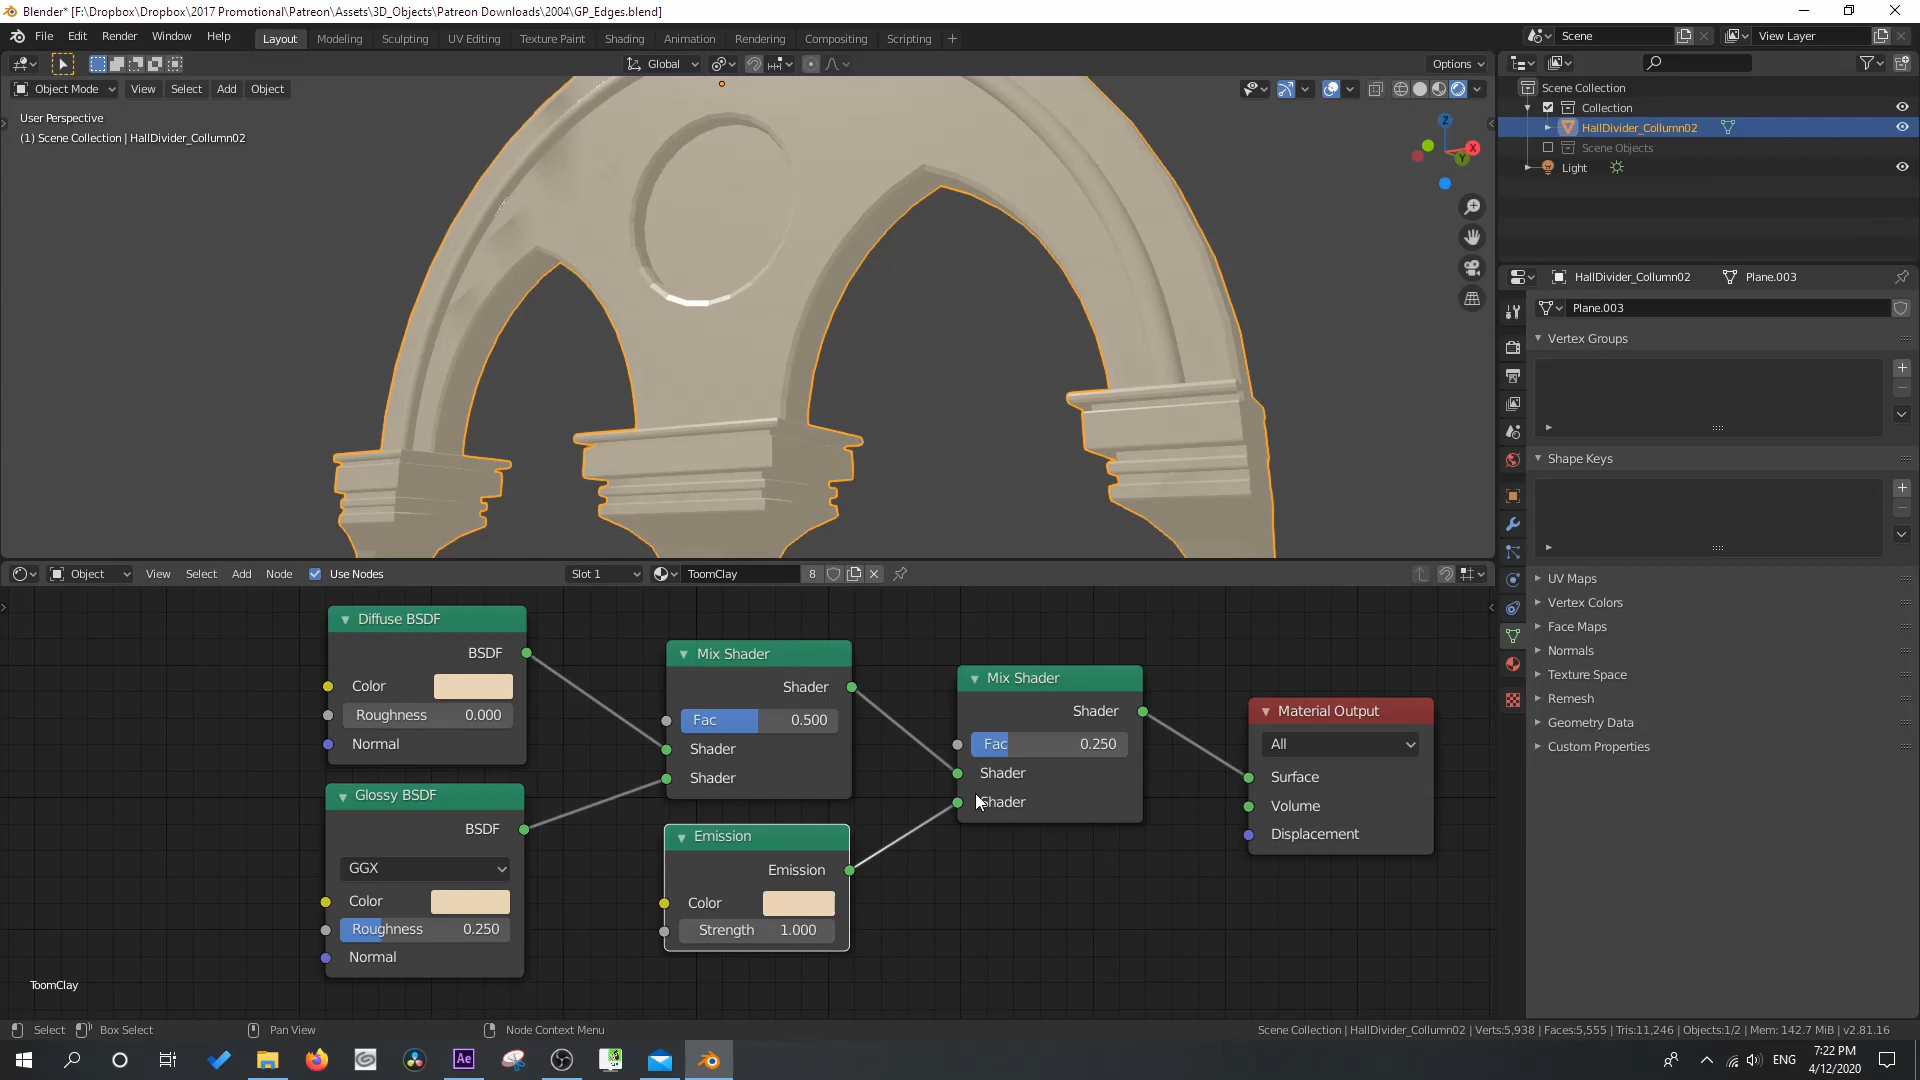 Blender* [F:\Dropbox\Dropbox\2017 Promotional\Patreon\Assets\3D_Objects\Patreon Downloads\2004\GP_Edges.blend]
File Edit Render Window Help Layout Modeling Sculpting UV Editing Texture Paint Shading Animation Rendering Compositing Scripting + Scene View Layer
Global Options
Object Mode View Select Add Object
User Perspective
(1) Scene Collection | HallDivider_Collumn02
Z
X
Y
Scene Collection
Collection
HallDivider_Collumn02
Scene Objects
Light
HallDivider_Collumn02 Plane.003
Plane.003
Vertex Groups
Shape Keys
UV Maps
Vertex Colors
Face Maps
Normals
Texture Space
Remesh
Geometry Data
Custom Properties
Object View Select Add Node Use Nodes Slot 1 ToomClay 8
Diffuse BSDF
BSDF
Color
Roughness 0.000
Normal
Glossy BSDF
BSDF
GGX
Color
Roughness 0.250
Normal
Mix Shader
Shader
Fac 0.500
Shader
Shader
Emission
Emission
Color
Strength 1.000
Mix Shader
Shader
Fac 0.250
Shader
Shader
Material Output
All
Surface
Volume
Displacement
ToomClay
Select Box Select Pan View Node Context Menu Scene Collection | HallDivider_Collumn02 | Verts:5,938 | Faces:5,555 | Tris:11,246 | Objects:1/2 | Mem: 142.7 MiB | v2.81.16
Ae ENG 7:22 PM
4/12/2020